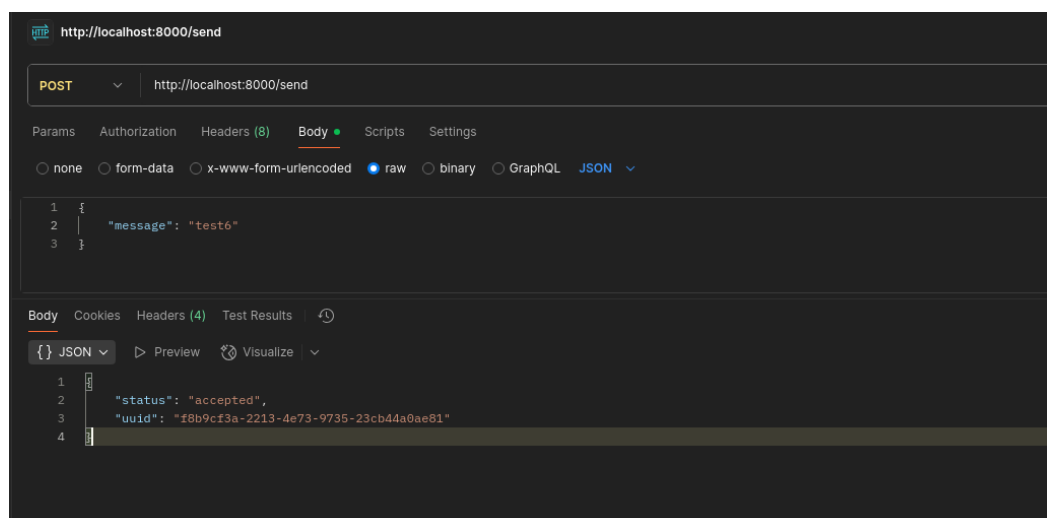 HTTP http://localhost:8000/send
POST http://localhost:8000/send
Params Authorization Headers (8) Body Scripts Settings
none form-data x-www-form-urlencoded raw binary GraphQL JSON
1 {
2 "message": "test6"
3 }
Body Cookies Headers (4) Test Results
{} JSON Preview Visualize
1 {
2 "status": "accepted",
3 "uuid": "f8b9cf3a-2213-4e73-9735-23cb44a0ae81"
4 }